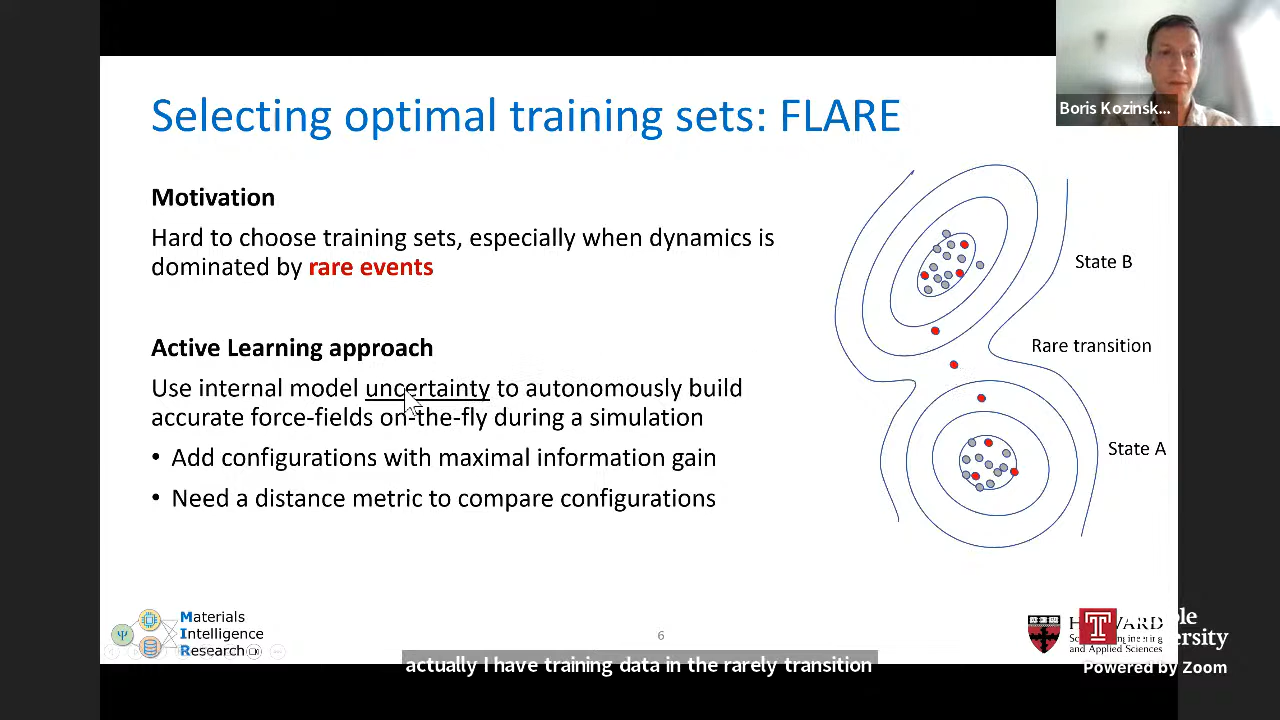 Selecting optimal training sets: FLARE
Boris Kozinsk...
Motivation
Hard to choose training sets, especially when dynamics is
dominated by rare events
Active Learning approach
Use internal model uncertainty to autonomously build
accurate force-fields on-the-fly during a simulation
• Add configurations with maximal information gain
• Need a distance metric to compare configurations
State B
Rare transition
State A
Materials
Intelligence
Research
6
and Applied Sciences
Powered by Zoom
actually I have training data in the rarely transition